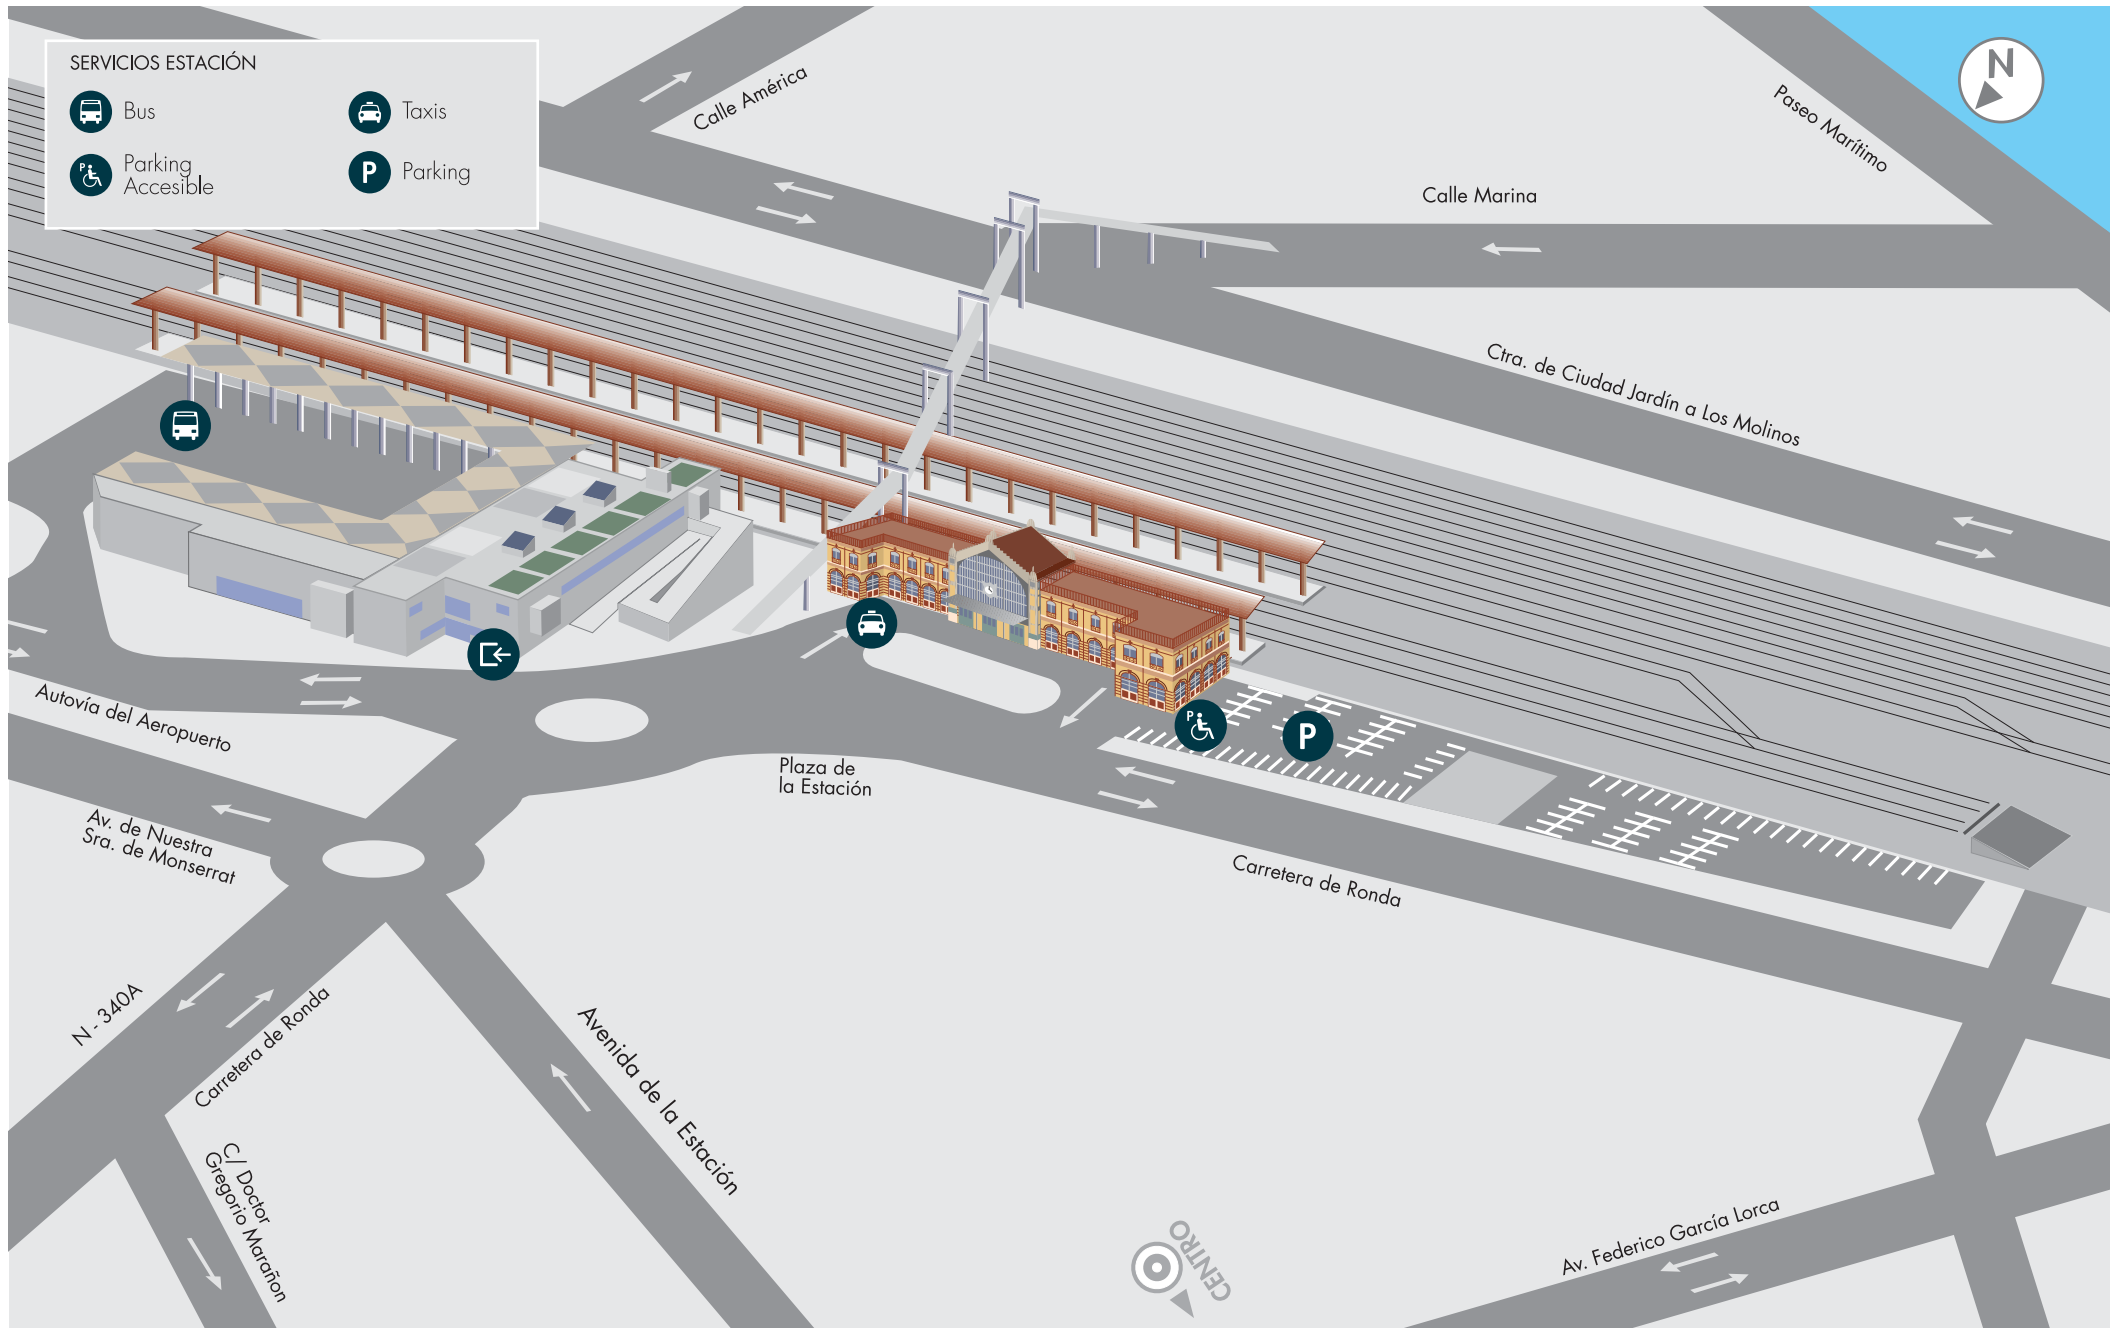 SERVICIOS ESTACIÓN
Bus
Taxis
P
Parking
Accesible
P
Parking
N
Calle América
Paseo Marítimo
Calle Marina
Ctra. de Ciudad Jardín a Los Molinos
P
P
Autovía del Aeropuerto
Plaza de
la Estación
Av. de Nuestra
Sra. de Monserrat
Carretera de Ronda
N - 340A
Carretera de Ronda
Avenida de la Estación
C/ Doctor
Gregorio Marañon
CENTRO
Av. Federico García Lorca